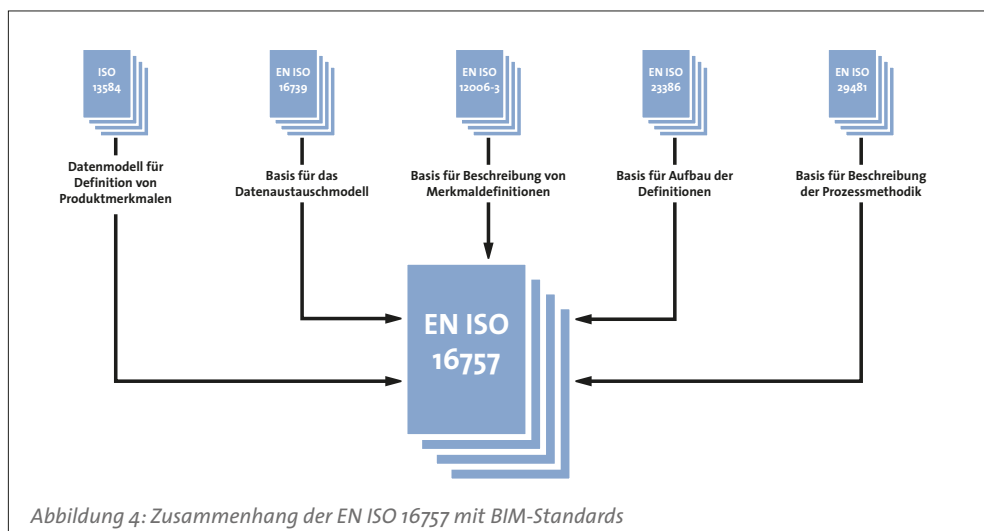 ISO
13584
EN ISO
16739
EN ISO
12006-3
EN ISO
23386
EN ISO
29481
Datenmodell für
Definition von
Produktmerkmalen
Basis für das
Datenaustauschmodell
Basis für Beschreibung von
Merkmaldefinitionen
Basis für Aufbau der
Definitionen
Basis für Beschreibung
der Prozessmethodik
EN ISO
16757
Abbildung 4: Zusammenhang der EN ISO 16757 mit BIM-Standards